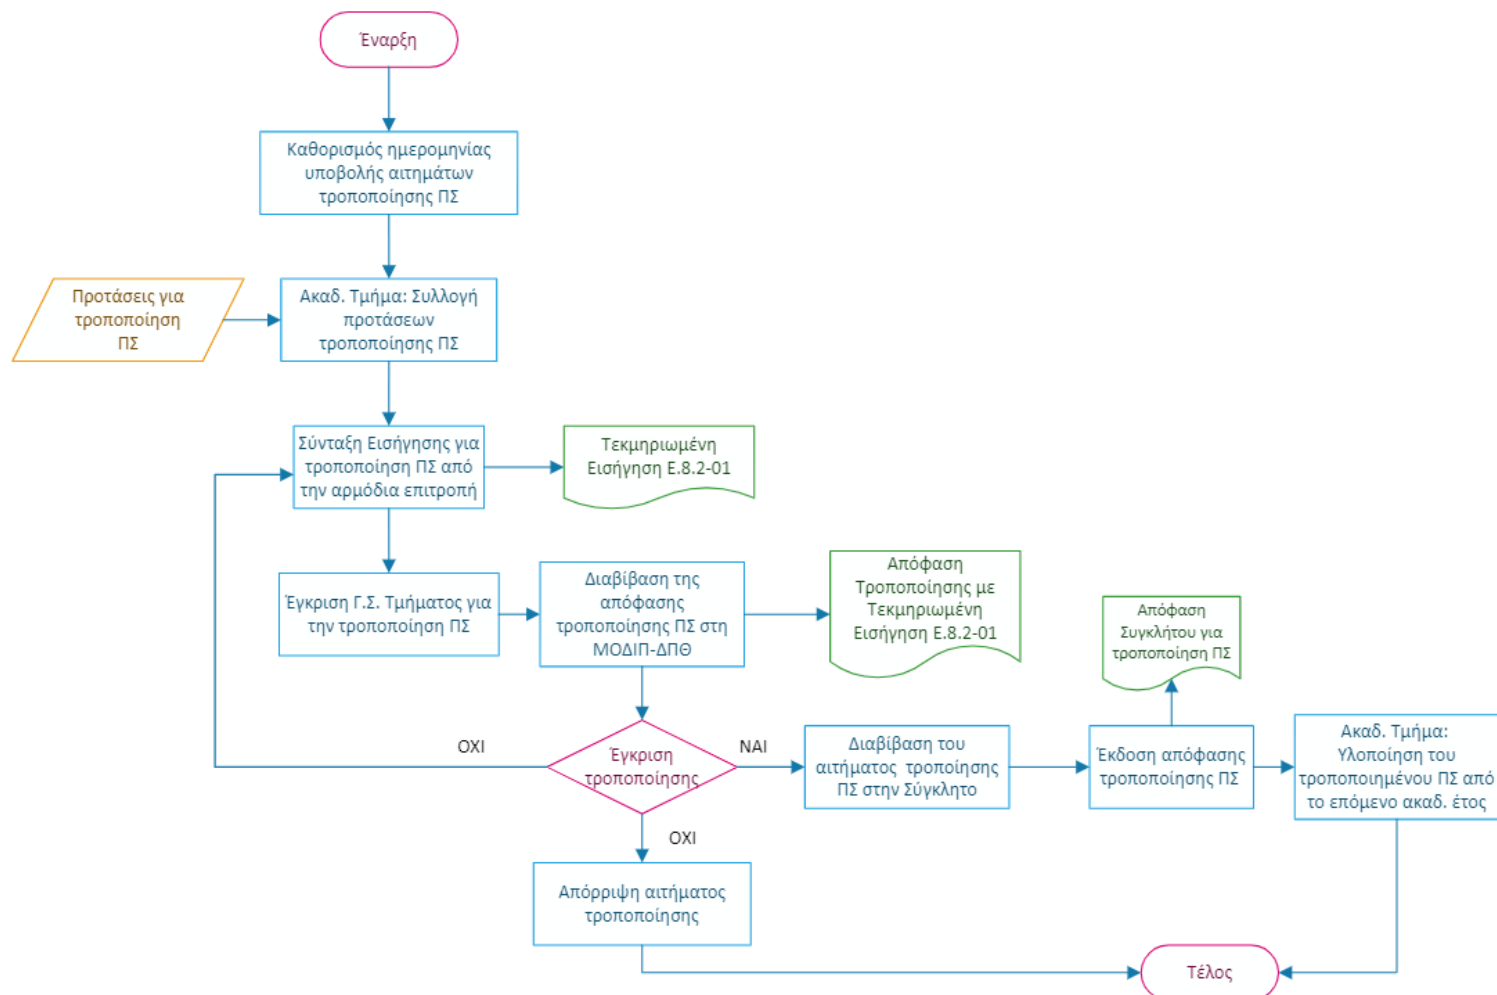 Έναρξη
Καθορισμός ημερομηνίας
υποβολής αιτημάτων
τροποποίησης ΠΣ
Προτάσεις για
τροποποίηση
ΠΣ
Ακαδ. Τμήμα: Συλλογή
προτάσεων
τροποποίησης ΠΣ
Σύνταξη Εισήγησης για
τροποποίηση ΠΣ από
την αρμόδια επιτροπή
Τεκμηριωμένη
Εισήγηση Ε.8.2-01
Έγκριση Γ.Σ. Τμήματος για
την τροποποίηση ΠΣ
Διαβίβαση της
απόφασης
τροποποίησης ΠΣ στη
ΜΟΔΙΠ-ΔΠΘ
Απόφαση
Τροποποίησης με
Τεκμηριωμένη
Εισήγηση Ε.8.2-01
Απόφαση
Συγκλήτου για
τροποποίηση ΠΣ
ΟΧΙ
Έγκριση
τροποποίησης
ΝΑΙ
Διαβίβαση του
αιτήματος τροποίησης
ΠΣ στην Σύγκλητο
Έκδοση απόφασης
τροποποίησης ΠΣ
Ακαδ. Τμήμα:
Υλοποίηση του
τροποποιημένου ΠΣ από
το επόμενο ακαδ. έτος
ΟΧΙ
Απόρριψη αιτήματος
τροποποίησης
Τέλος